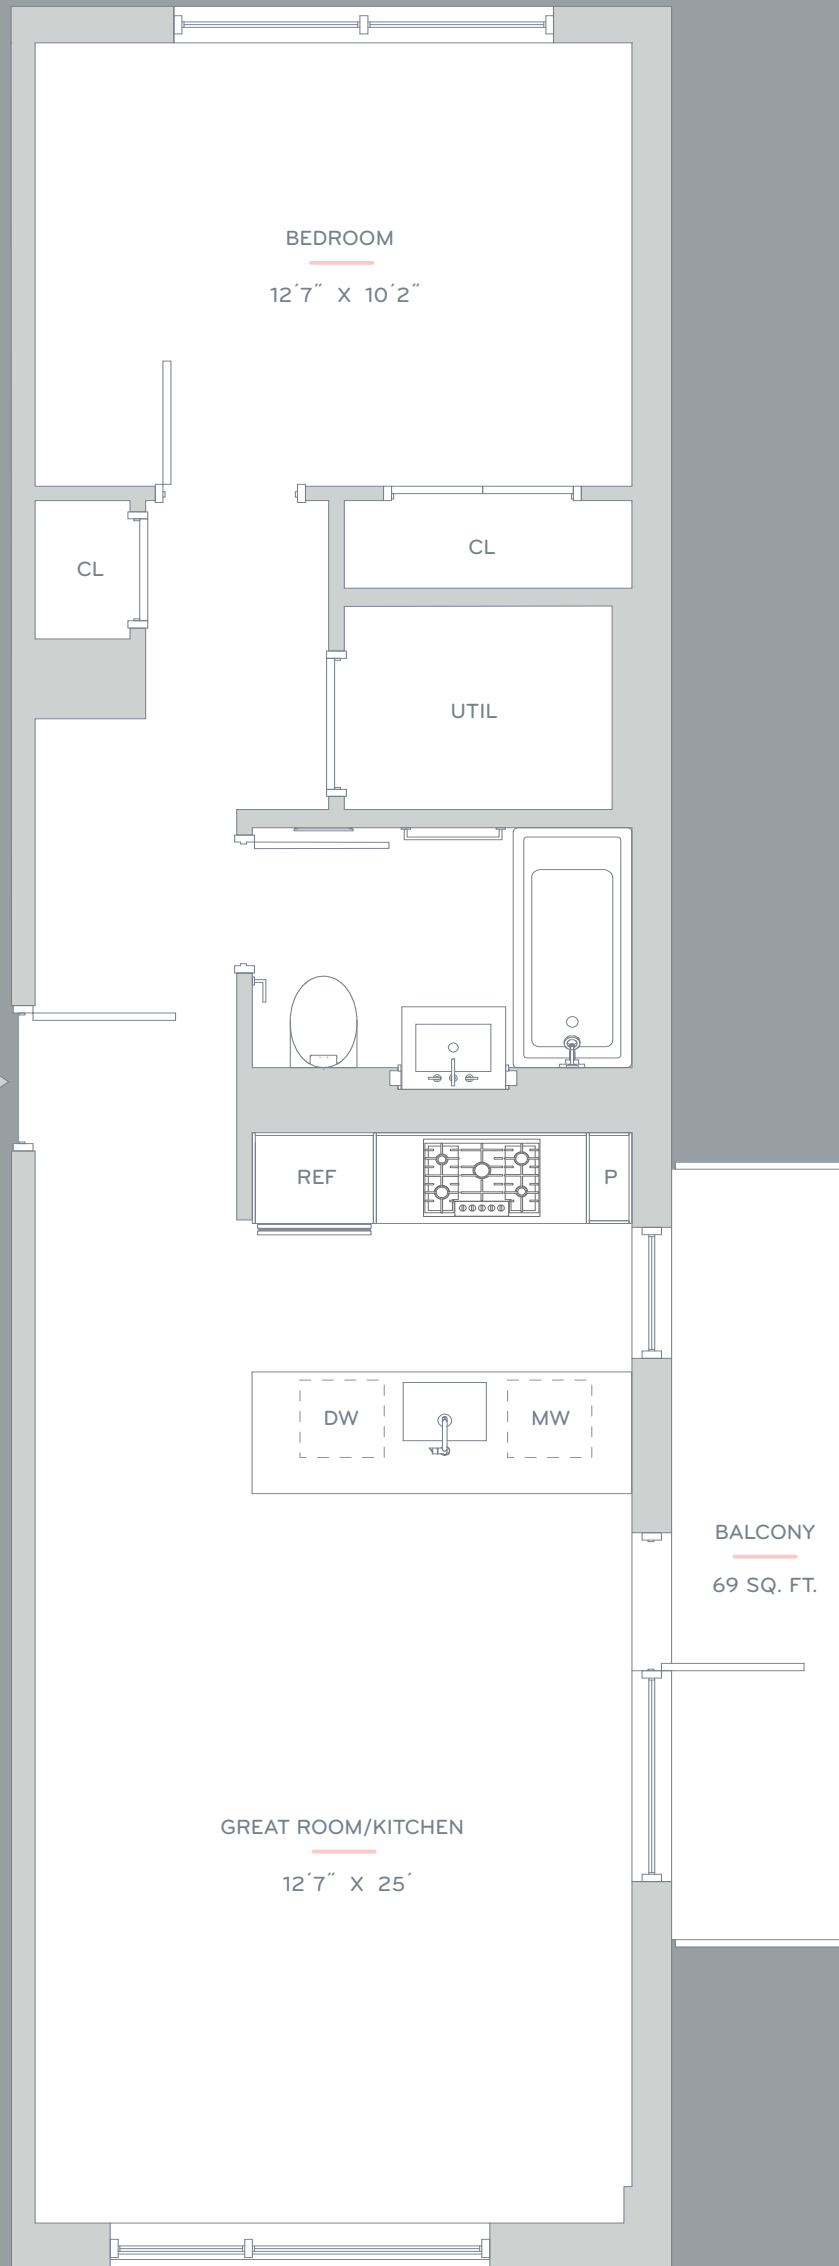 BEDROOM
12´7˝ X 10´2˝
CL
CL
UTIL
REF
P
DW
MW
BALCONY
69 SQ. FT.
GREAT ROOM/KITCHEN
12´7˝ X 25´